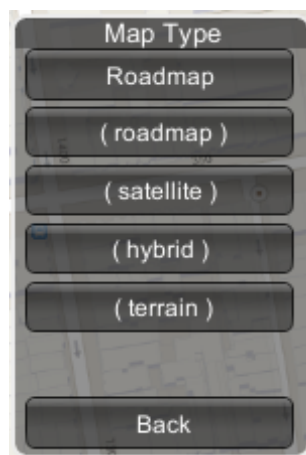 Map Type
Roadmap
( roadmap )
( satellite )
( hybrid )
( terrain )
Back